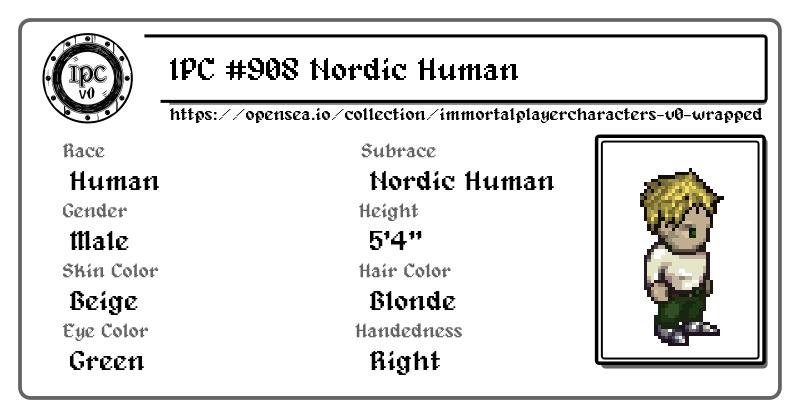 IPC
v0
IPC #908 Nordic Human
https://opensea.io/collection/immortalplayercharacters-v0-wrapped
Race
Human
Subrace
Nordic Human
Gender
Male
Height
5'4"
Skin Color
Beige
Hair Color
Blonde
Eye Color
Green
Handedness
Right